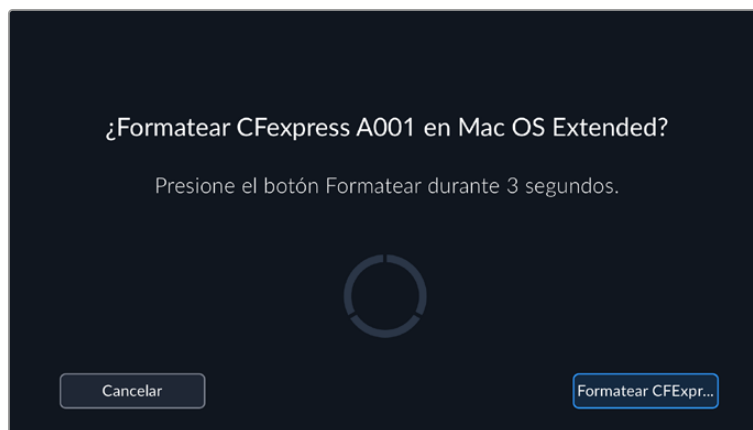 ¿Formatear CFexpress A001 en Mac OS Extended?
Presione el botón Formatear durante 3 segundos.
Cancelar
Formatear CFExpr...